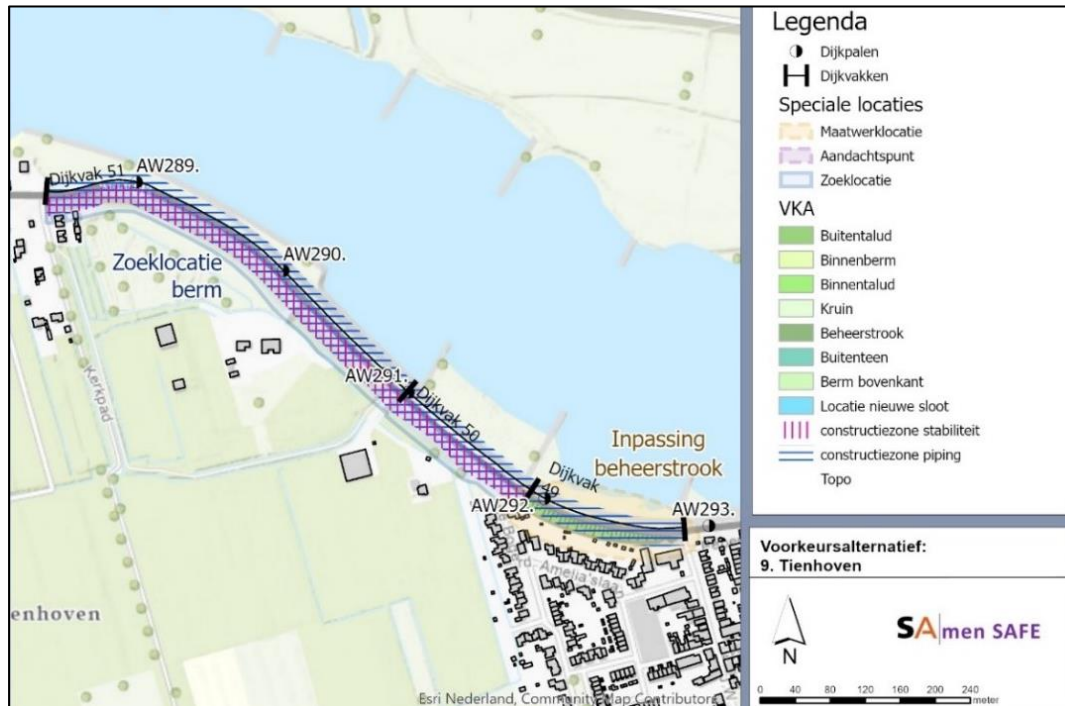 Dijkvak 51
AW289.
AW290.
Zoeklocatie
berm
AW291.
Dijkvak 50
Kerkpad
Inpassing
beheerstrook
Dijkvak
49
AW292.
AW293.
Amelia'slaan
enhoven
Esri Nederland, Community Map Contributors
Legenda
Dijkpalen
Dijkvakken
Speciale locaties
Maatwerklocatie
Aandachtspunt
Zoeklocatie
VKA
Buitentalud
Binnenberm
Binnentalud
Kruin
Beheerstrook
Buitenteen
Berm bovenkant
Locatie nieuwe sloot
constructiezone stabiliteit
constructiezone piping
Topo
Voorkeursalternatief:
9. Tienhoven
N
SAmen SAFE
0 40 80 120 160 200 240
meter